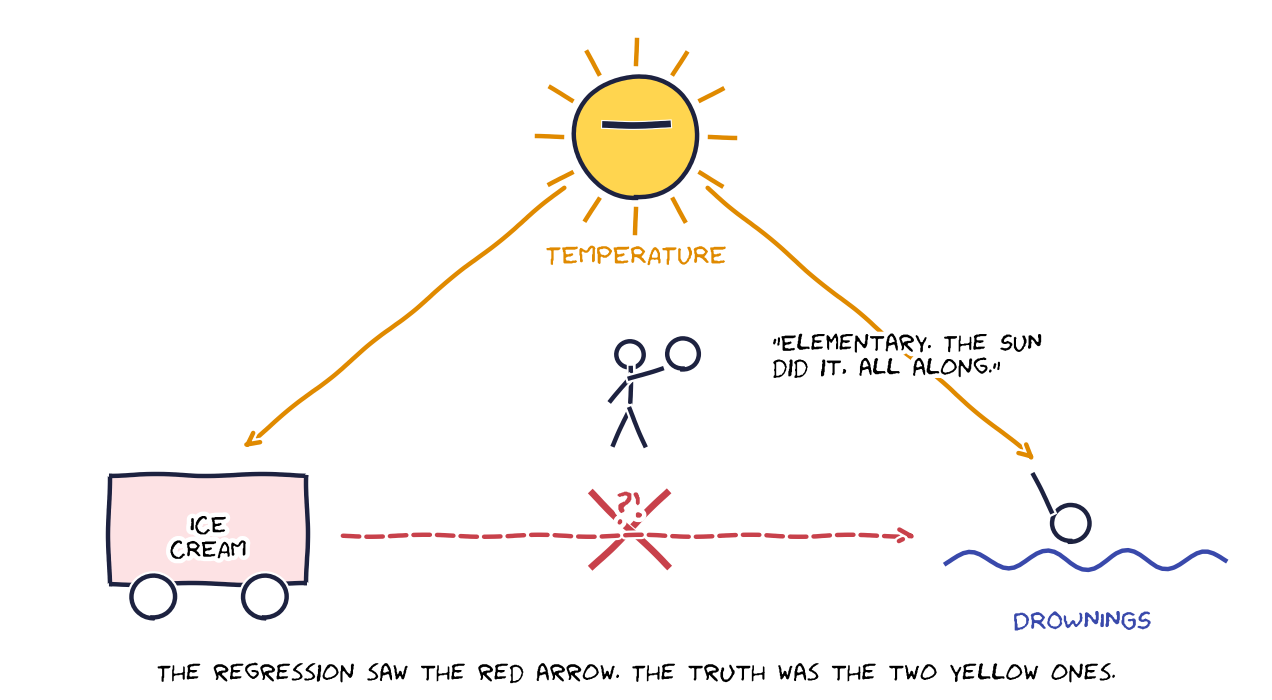 TEMPERATURE
"ELEMENTARY. THE SUN
DID IT, ALL ALONG."
ICE
CREAM
?!
DROWNINGS
THE REGRESSION SAW THE RED ARROW. THE TRUTH WAS THE TWO YELLOW ONES.